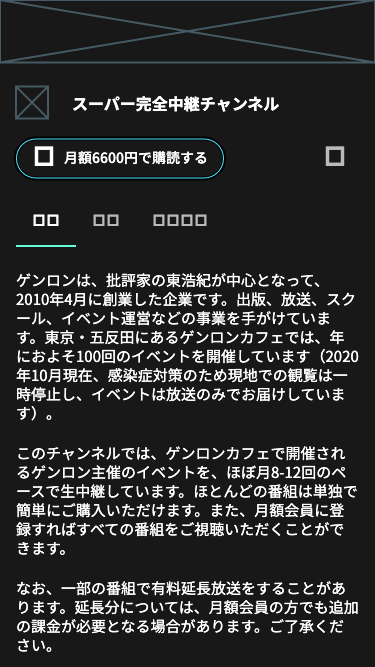 スーパー完全中継チャンネル
月額6600円で購読する
ゲンロンは、批評家の東浩紀が中心となって、
2010年4月に創業した企業です。出版、放送、スク
ール、イベント運営などの事業を手がけていま
す。東京・五反田にあるゲンロンカフェでは、年
におよそ100回のイベントを開催しています（2020
年10月現在、感染症対策のため現地での観覧は一
時停止し、イベントは放送のみでお届けしていま
す）。
このチャンネルでは、ゲンロンカフェで開催され
るゲンロン主催のイベントを、ほぼ月8-12回のペ
ースで生中継しています。ほとんどの番組は単独で
簡単にご購入いただけます。また、月額会員に登
録すればすべての番組をご視聴いただくことがで
きます。
なお、一部の番組で有料延長放送をすることがあ
ります。延長分については、月額会員の方でも追加
の課金が必要となる場合があります。ご了承くだ
さい。